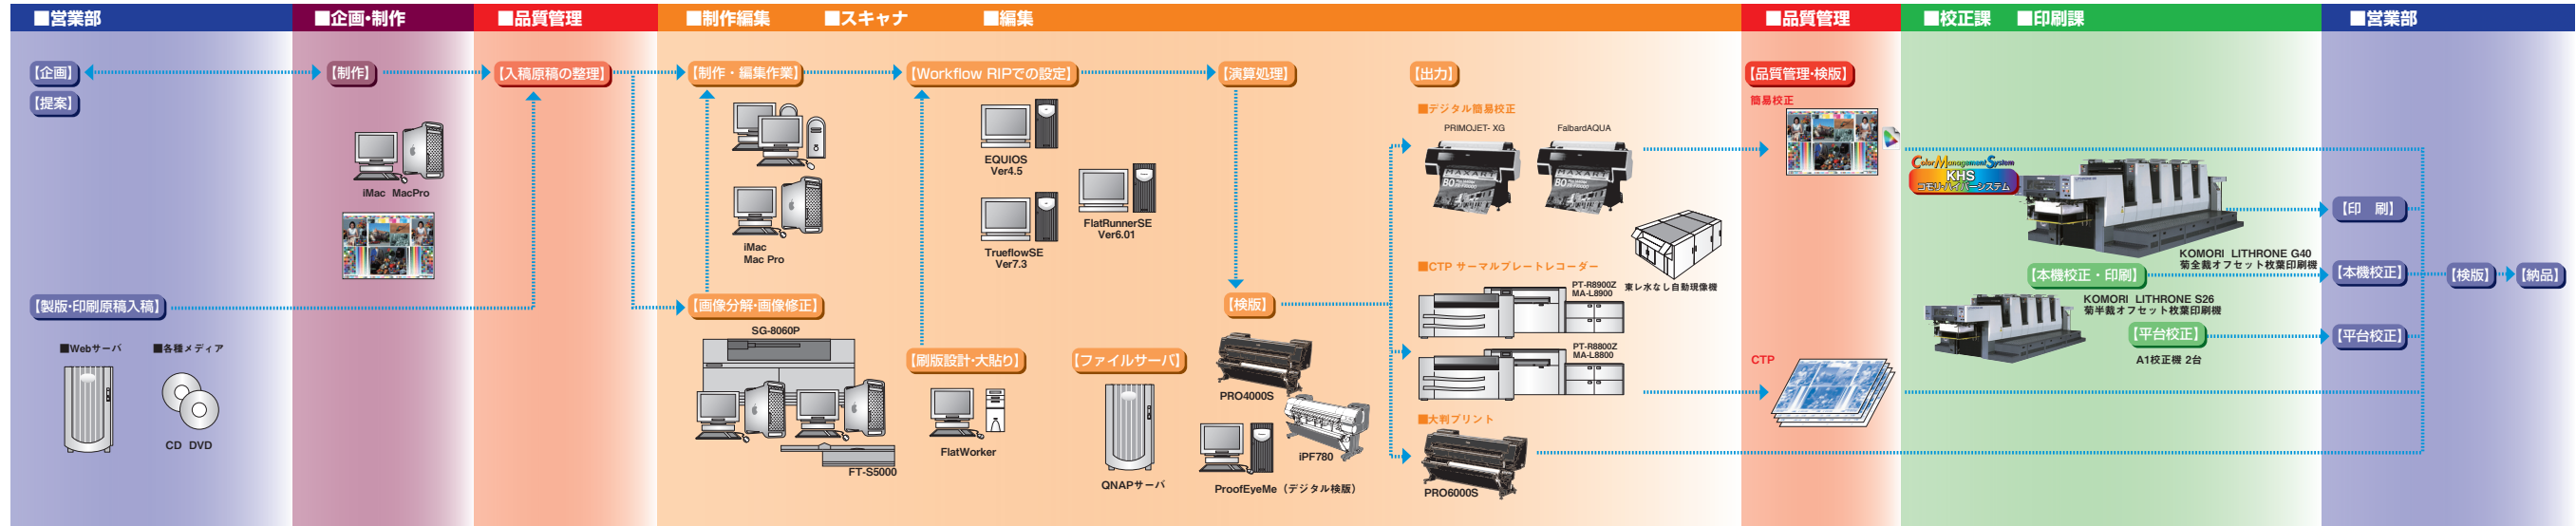 ■営業部
■企画・制作
■品質管理
■制作編集
■スキャナ
■編集
■品質管理
■校正課
■印刷課
■営業部
【企画】
【提案】
【製版・印刷原稿入稿】
■Webサーバ
■各種メディア
CD DVD
【制作】
iMac MacPro
【入稿原稿の整理】
【制作・編集作業】
iMac
Mac Pro
【画像分解・画像修正】
SG-8060P
FT-S5000
【Workflow RIPでの設定】
EQUIOS
Ver4.5
FlatRunnerSE
Ver6.01
TrueflowSE
Ver7.3
【刷版設計・大貼り】
FlatWorker
【ファイルサーバ】
QNAPサーバ
【演算処理】
【検版】
PRO4000S
iPF780
ProofEyeMe（デジタル検版）
【出力】
■デジタル簡易校正
PRIMOJET- XG
FalbardAQUA
■CTP サーマルプレートレコーダー
東レ水なし自動現像機
PT-R8900Z
MA-L8900
PT-R8800Z
MA-L8800
■大判プリント
PRO6000S
【品質管理・検版】
簡易校正
CTP
ColorManagementSystem
KHS
コモリ・ハイパーシステム
KOMORI LITHRONE G40
菊全裁オフセット枚葉印刷機
【本機校正・印刷】
KOMORI LITHRONE S26
菊半裁オフセット枚葉印刷機
【平台校正】
A1校正機 2台
【印　刷】
【本機校正】
【平台校正】
【検版】
【納品】